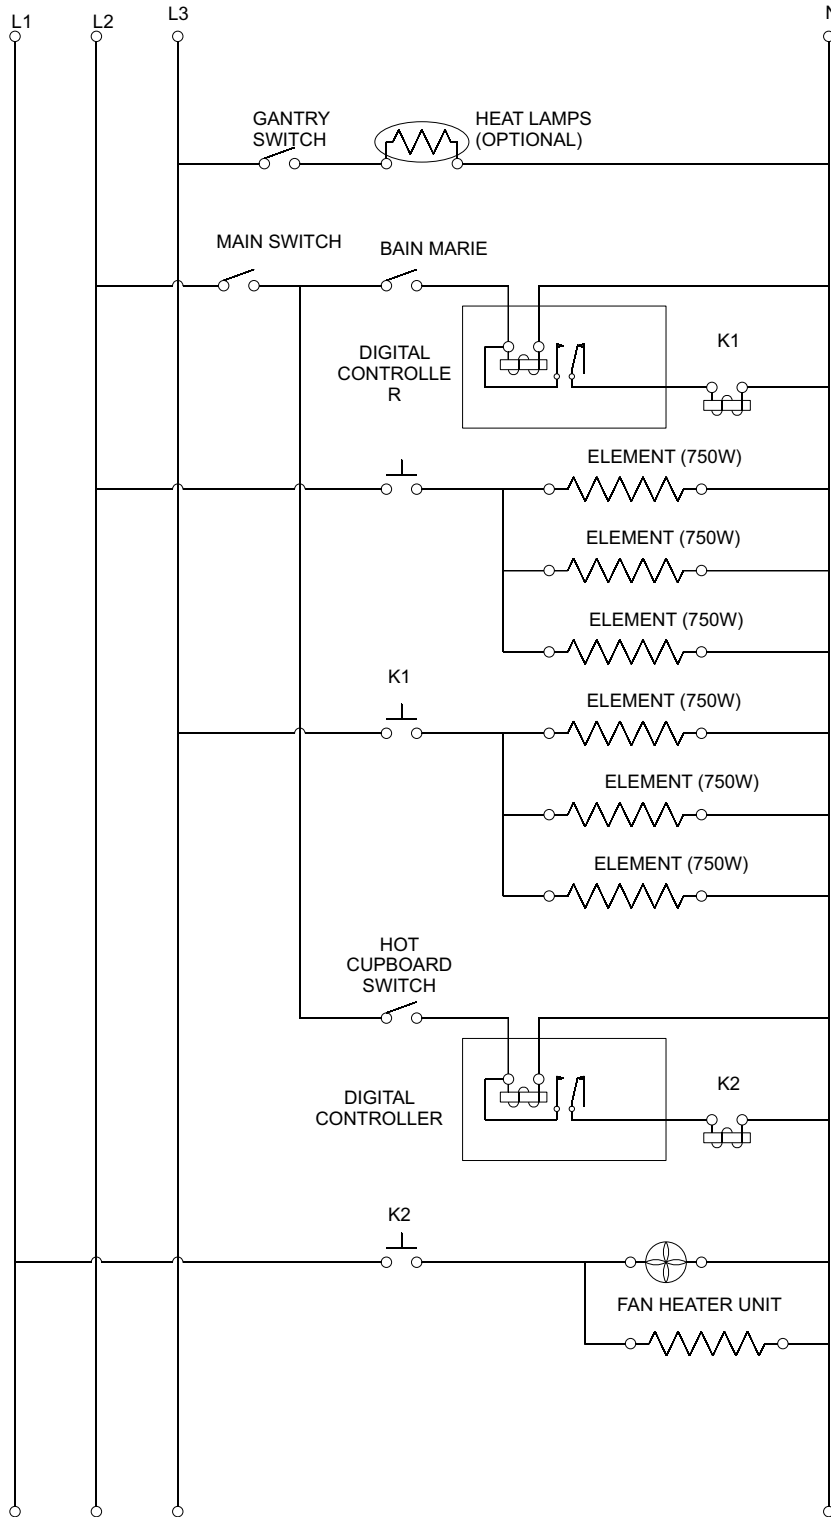 L1
L2
L3
N
GANTRY
SWITCH
HEAT LAMPS
(OPTIONAL)
MAIN SWITCH
BAIN MARIE
DIGITAL
CONTROLLE
R
K1
ELEMENT (750W)
ELEMENT (750W)
ELEMENT (750W)
K1
ELEMENT (750W)
ELEMENT (750W)
ELEMENT (750W)
HOT
CUPBOARD
SWITCH
DIGITAL
CONTROLLER
K2
K2
FAN HEATER UNIT